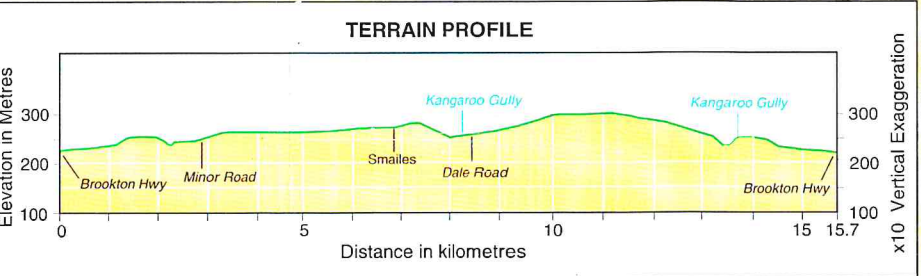 TERRAIN PROFILE
Elevation in Metres
300
200
100
Kangaroo Gully
Kangaroo Gully
Smailes
Dale Road
Minor Road
Brookton Hwy
Brookton Hwy
300
200
100
x10 Vertical Exaggeration
0
5
10
15
15.7
Distance in kilometres